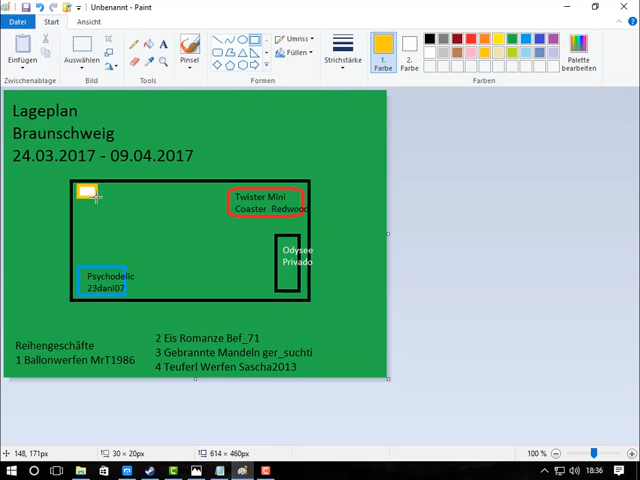 Unbenannt - Paint
Datei Start Ansicht
Einfügen
Auswählen
Pinsel
Umriss
Füllen
Strichstärke
1. Farbe
2. Farbe
Palette bearbeiten
Zwischenablage Bild Tools Formen Farben
Lageplan
Braunschweig
24.03.2017 - 09.04.2017
Twister Mini
Coaster Redwood
Odysee
Privado
Psychodelic
23dani07
Reihengeschäfte
1 Ballonwerfen MrT1986
2 Eis Romanze Bef_71
3 Gebrannte Mandeln ger_suchti
4 Teuferl Werfen Sascha2013
148, 171px 30 × 20px 614 × 460px 100 %
18:36